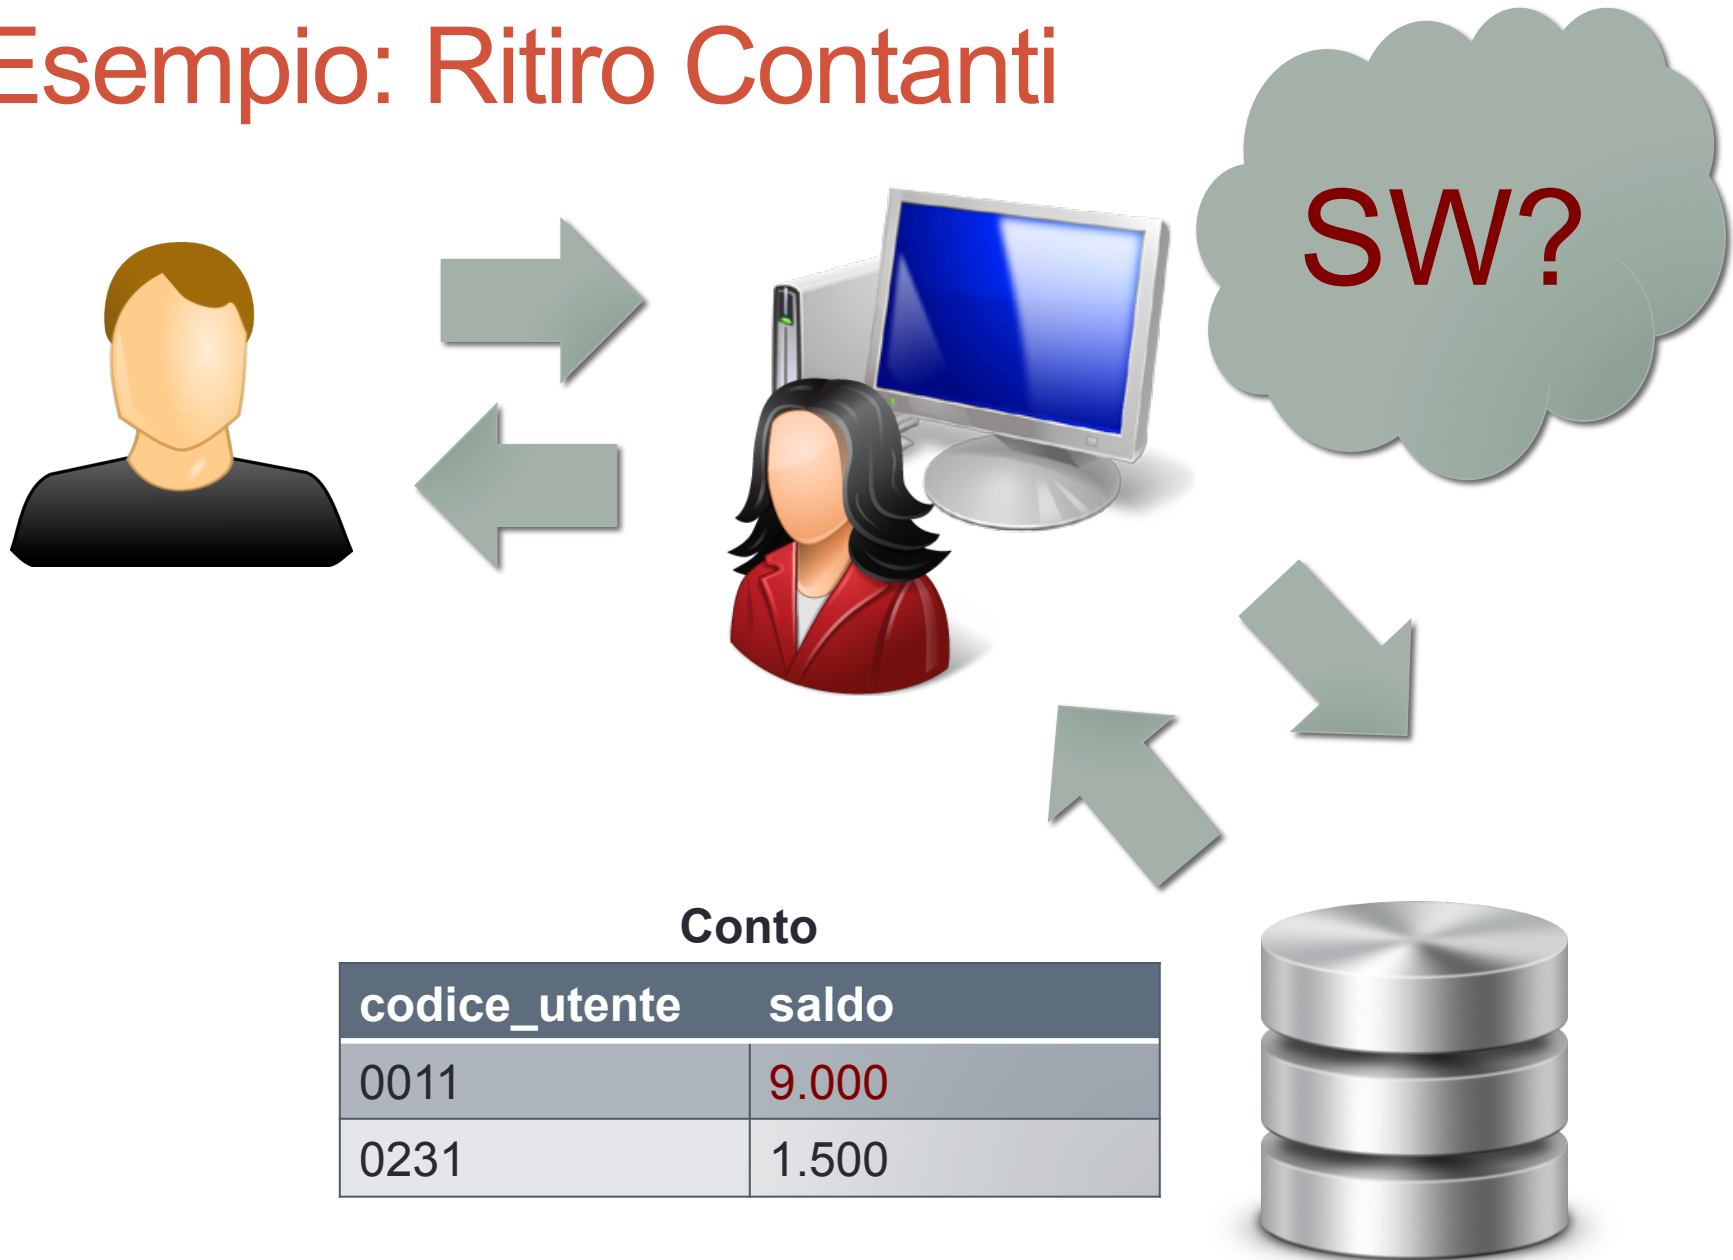 Esempio: Ritiro Contanti
SW?
Conto
codice_utente saldo
0011 9.000
0231 1.500